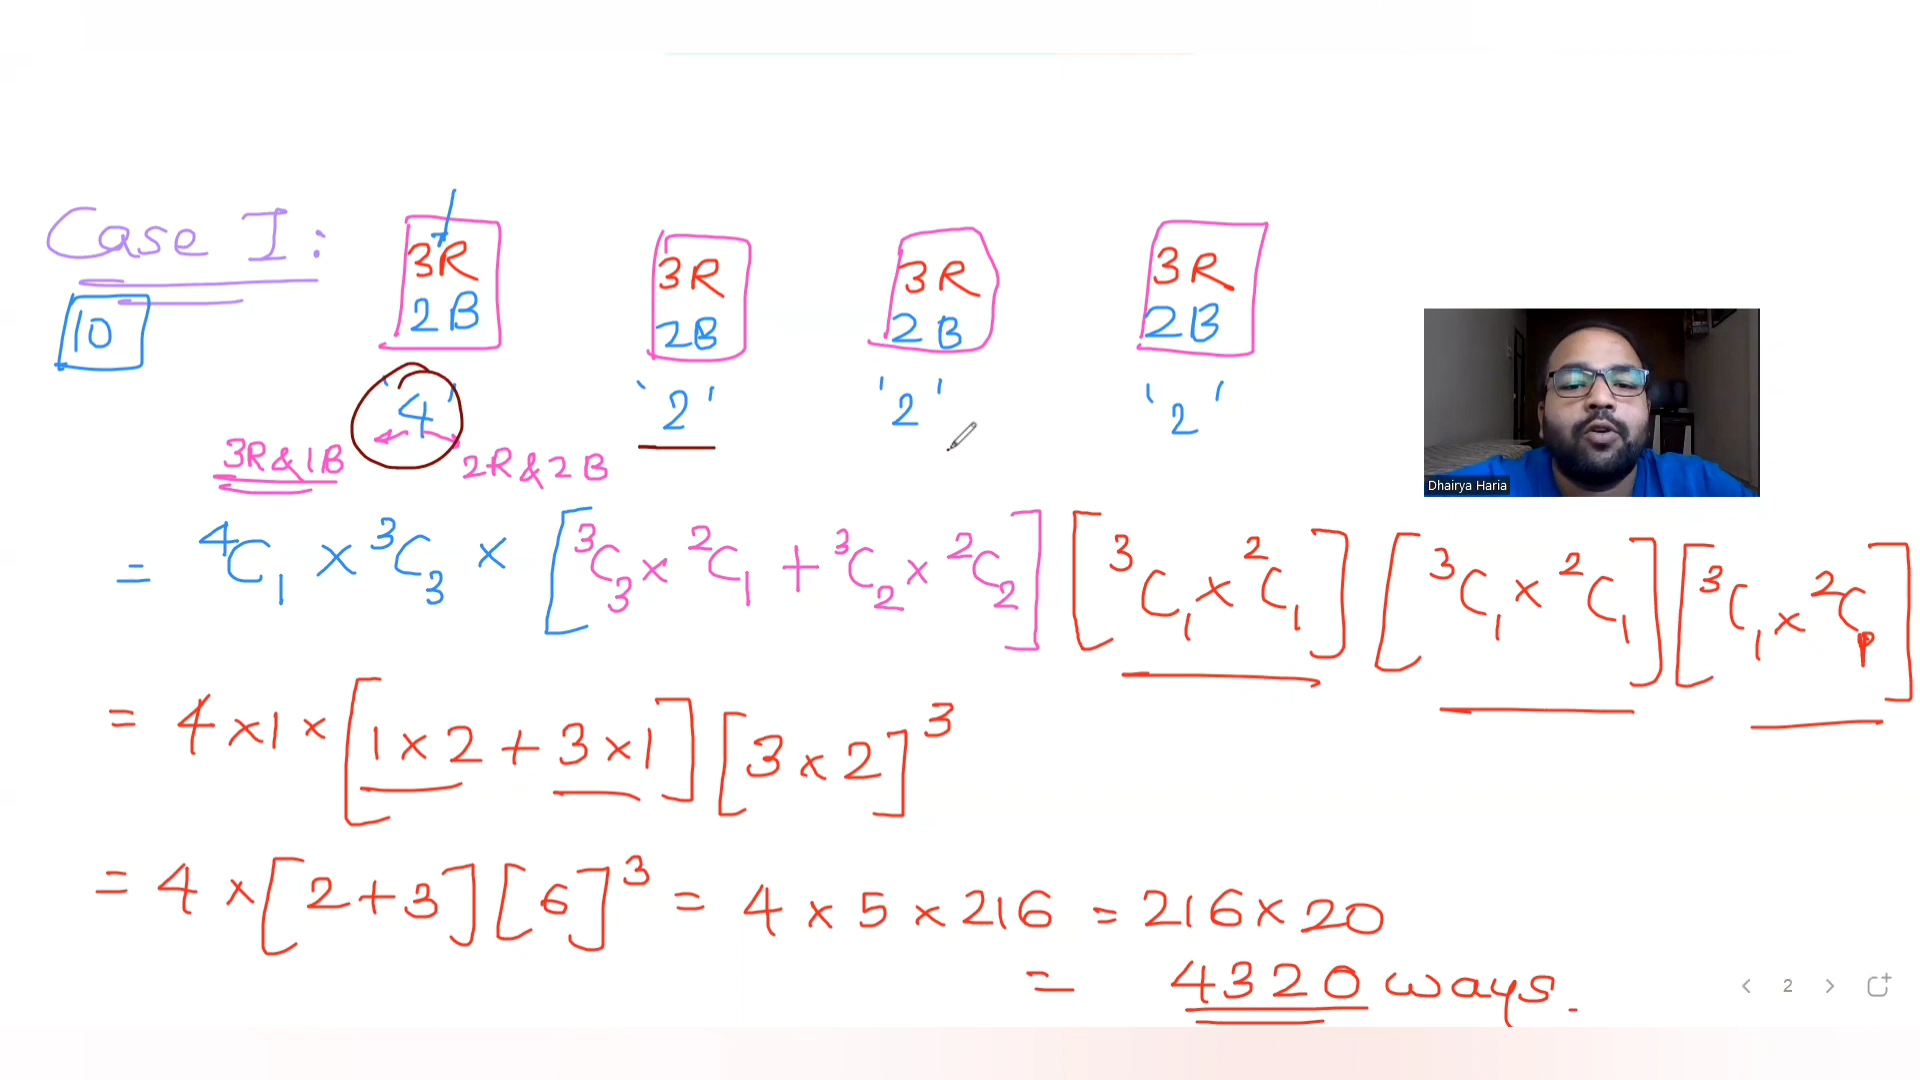 Case I:
10
3R
2B
3R
2B
3R
2B
3R
2B
'4'
'2'
'2'
'2'
3R & 1B
2R & 2B
= ⁴C₁ × ³C₃ × [³C₃ × ²C₁ + ³C₂ × ²C₂] [³C₁ × ²C₁] [³C₁ × ²C₁] [³C₁ × ²C₁]
= 4 × 1 × [1 × 2 + 3 × 1] [3 × 2]³
= 4 × [2 + 3] [6]³ = 4 × 5 × 216 = 216 × 20
= 4320 ways.
Dhairya Haria
2